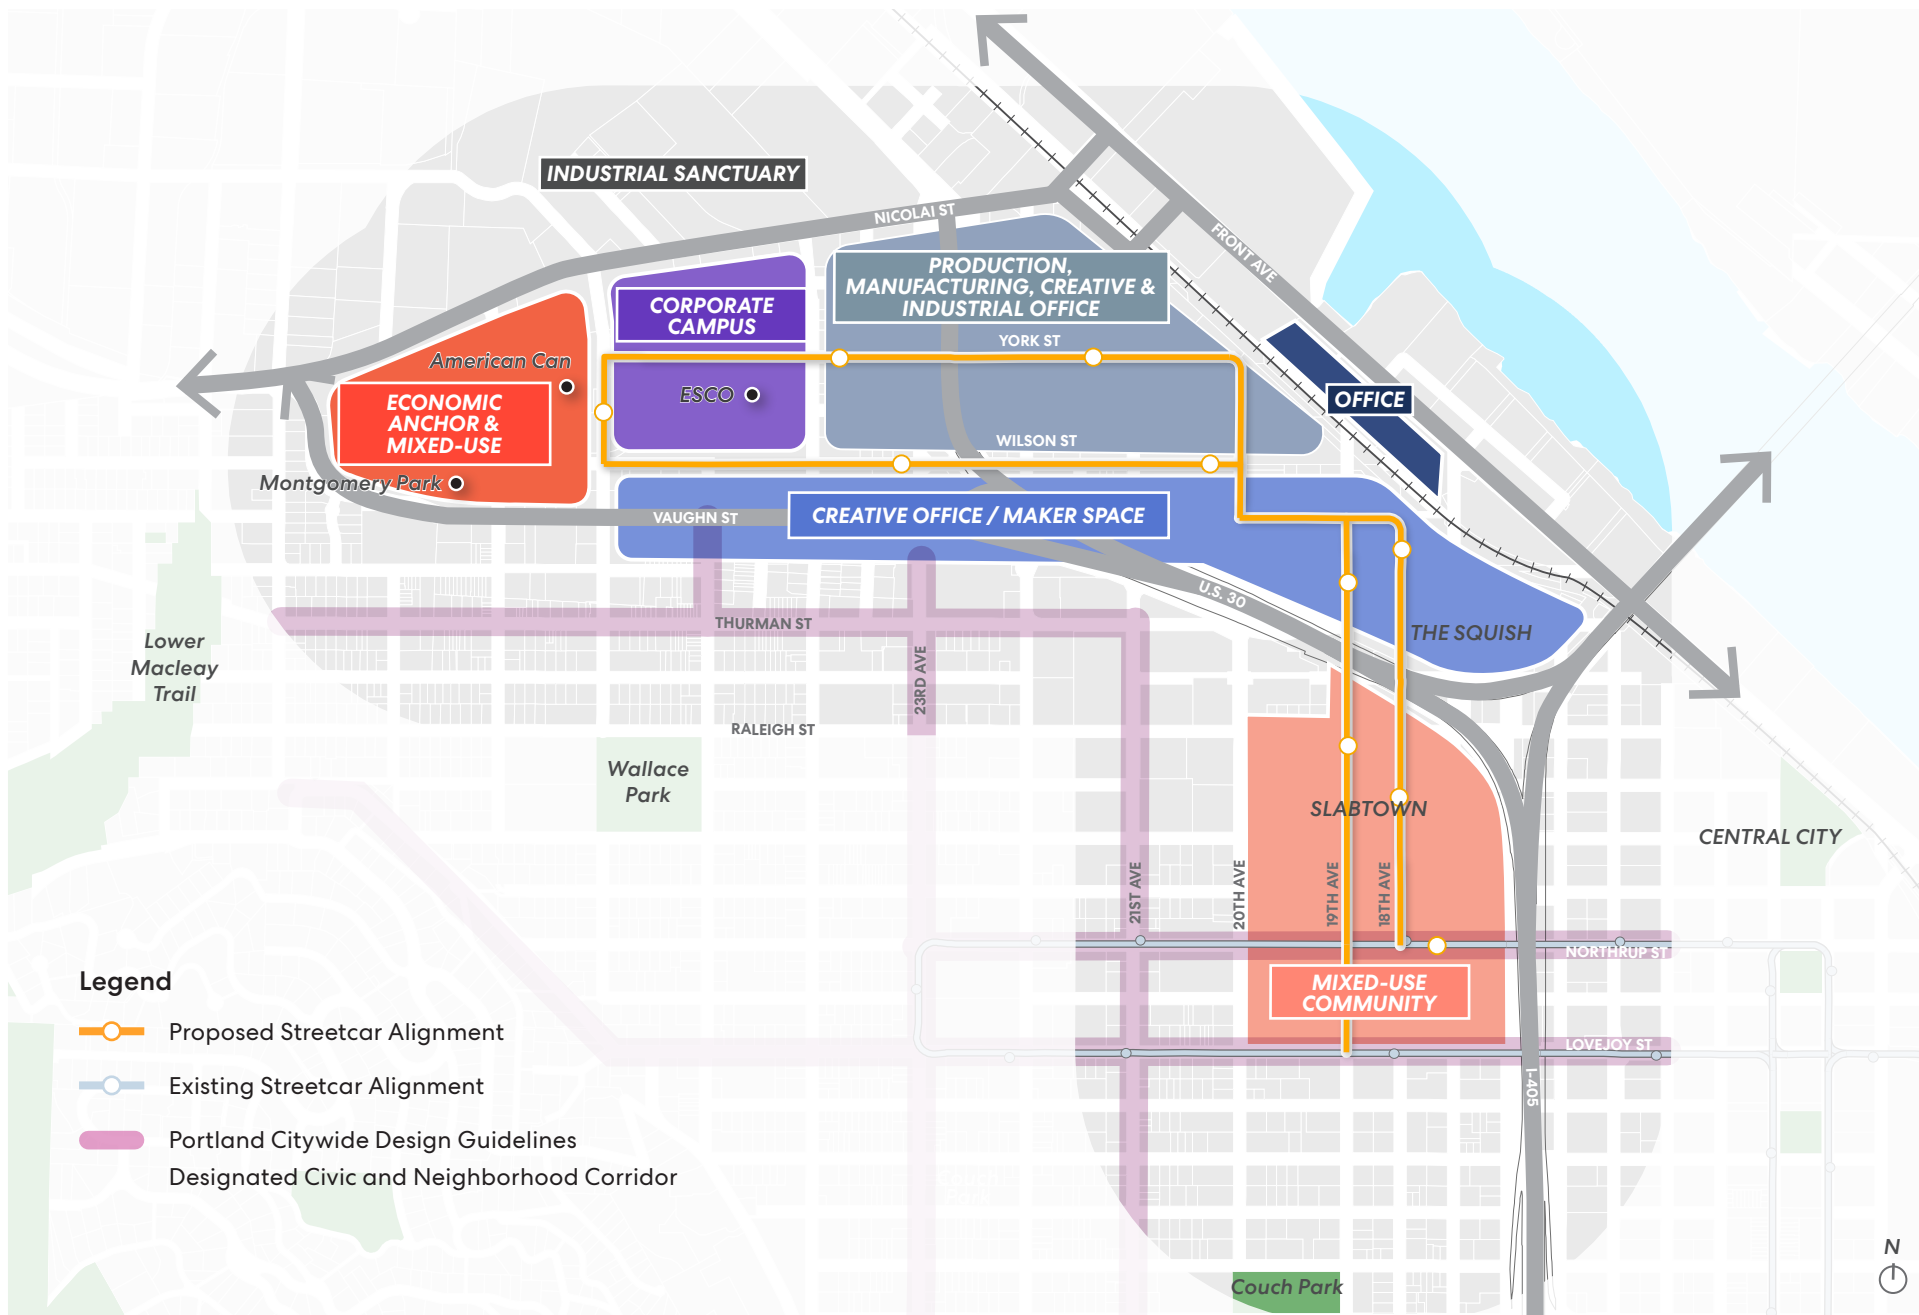 INDUSTRIAL SANCTUARY
NICOLAI ST
FRONT AVE
PRODUCTION,
MANUFACTURING, CREATIVE &
INDUSTRIAL OFFICE
CORPORATE
CAMPUS
YORK ST
American Can
ESCO
ECONOMIC
ANCHOR &
MIXED-USE
OFFICE
WILSON ST
Montgomery Park
VAUGHN ST
CREATIVE OFFICE / MAKER SPACE
U.S. 30
THURMAN ST
THE SQUISH
Lower
Macleay
Trail
23RD AVE
RALEIGH ST
Wallace
Park
SLABTOWN
CENTRAL CITY
21ST AVE
20TH AVE
19TH AVE
18TH AVE
NORTHRUP ST
MIXED-USE
COMMUNITY
LOVEJOY ST
I-405
Legend
Proposed Streetcar Alignment
Existing Streetcar Alignment
Portland Citywide Design Guidelines
Designated Civic and Neighborhood Corridor
Couch Park
N